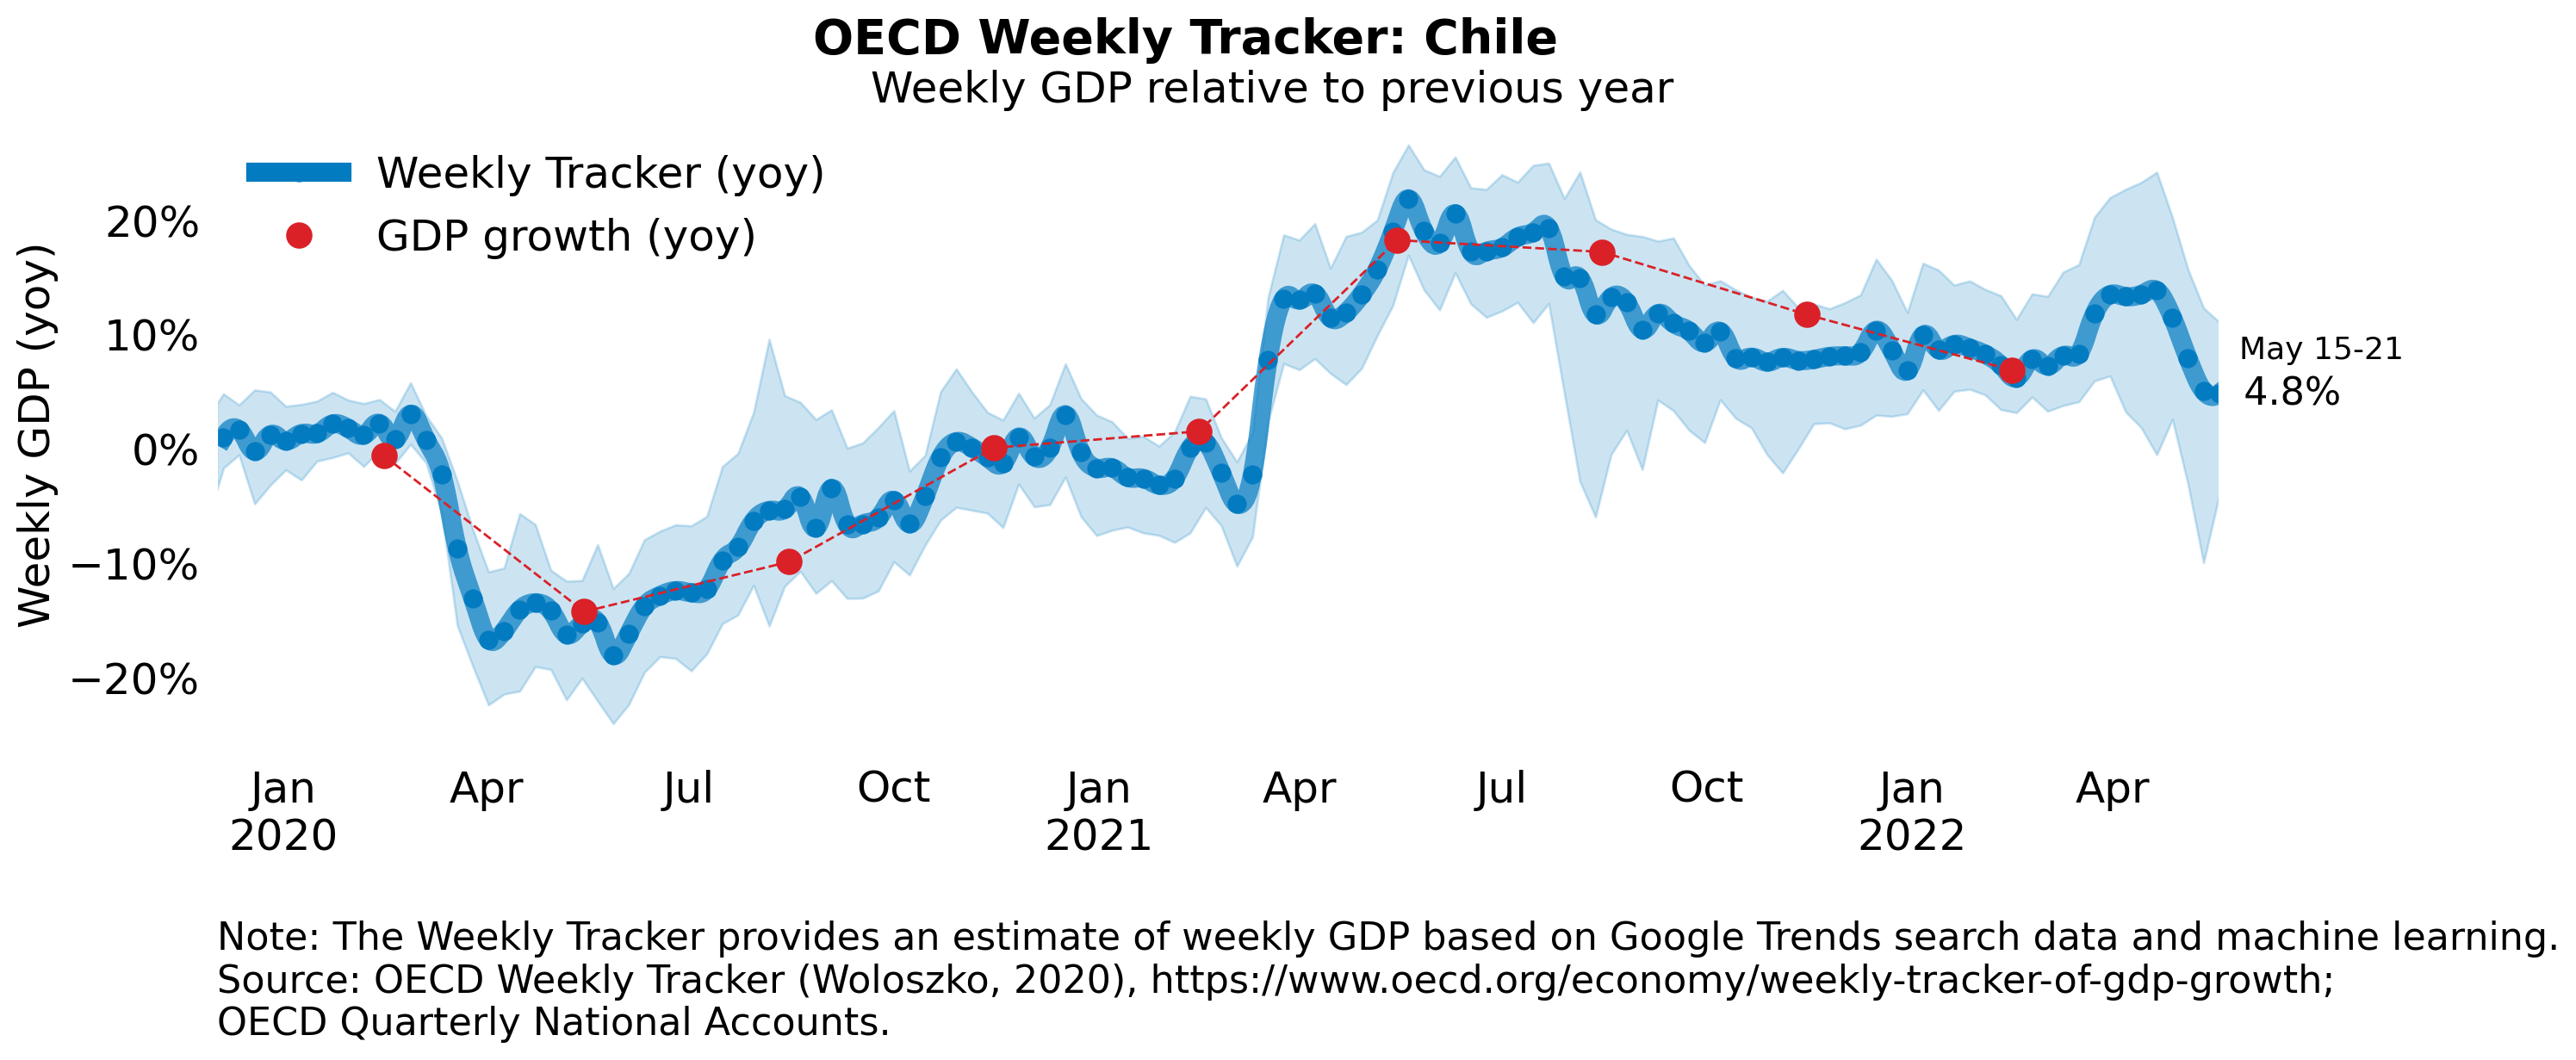 OECD Weekly Tracker: Chile
Weekly GDP relative to previous year
Weekly Tracker (yoy)
GDP growth (yoy)
Weekly GDP (yoy)
20%
10%
0%
−10%
−20%
May 15-21
4.8%
Jan Apr Jul Oct Jan Apr Jul Oct Jan Apr
2020 2021 2022
Note: The Weekly Tracker provides an estimate of weekly GDP based on Google Trends search data and machine learning.
Source: OECD Weekly Tracker (Woloszko, 2020), https://www.oecd.org/economy/weekly-tracker-of-gdp-growth;
OECD Quarterly National Accounts.